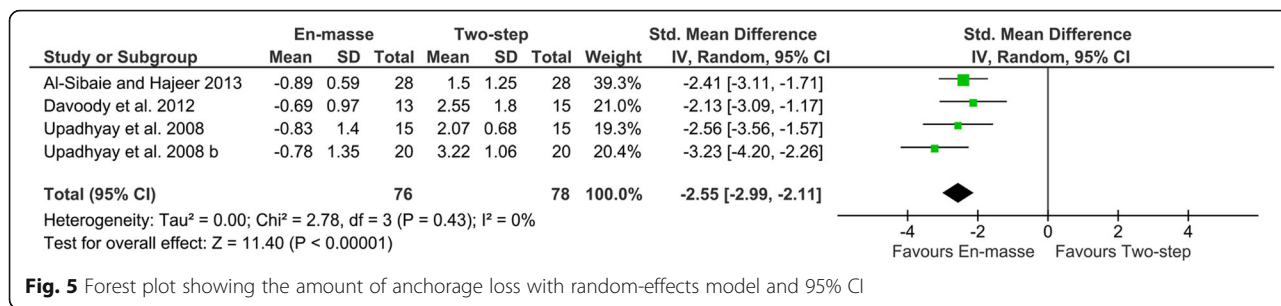 En-masse Two-step Std. Mean Difference Std. Mean Difference
Study or Subgroup Mean SD Total Mean SD Total Weight IV, Random, 95% CI IV, Random, 95% CI
Al-Sibaie and Hajeer 2013 -0.89 0.59 28 1.5 1.25 28 39.3% -2.41 [-3.11, -1.71]
Davoody et al. 2012 -0.69 0.97 13 2.55 1.8 15 21.0% -2.13 [-3.09, -1.17]
Upadhyay et al. 2008 -0.83 1.4 15 2.07 0.68 15 19.3% -2.56 [-3.56, -1.57]
Upadhyay et al. 2008 b -0.78 1.35 20 3.22 1.06 20 20.4% -3.23 [-4.20, -2.26]
Total (95% CI) 76 78 100.0% -2.55 [-2.99, -2.11]
Heterogeneity: Tau² = 0.00; Chi² = 2.78, df = 3 (P = 0.43); I² = 0%
Test for overall effect: Z = 11.40 (P < 0.00001)
-4 -2 0 2 4
Favours En-masse Favours Two-step
Fig. 5 Forest plot showing the amount of anchorage loss with random-effects model and 95% CI